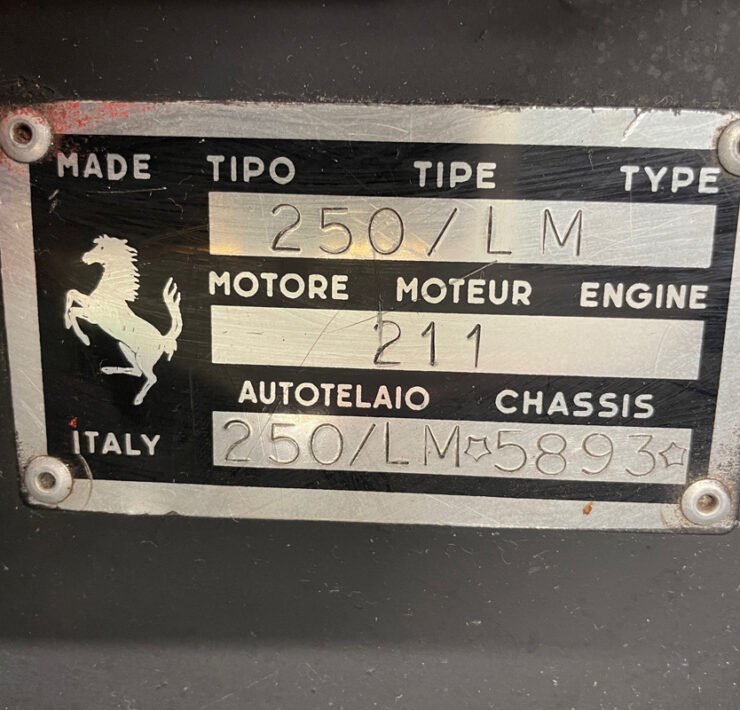 MADE TIPO TIPE TYPE
250/LM
MOTORE MOTEUR ENGINE
211
AUTOTELAIO CHASSIS
ITALY 250/LM☆5893☆